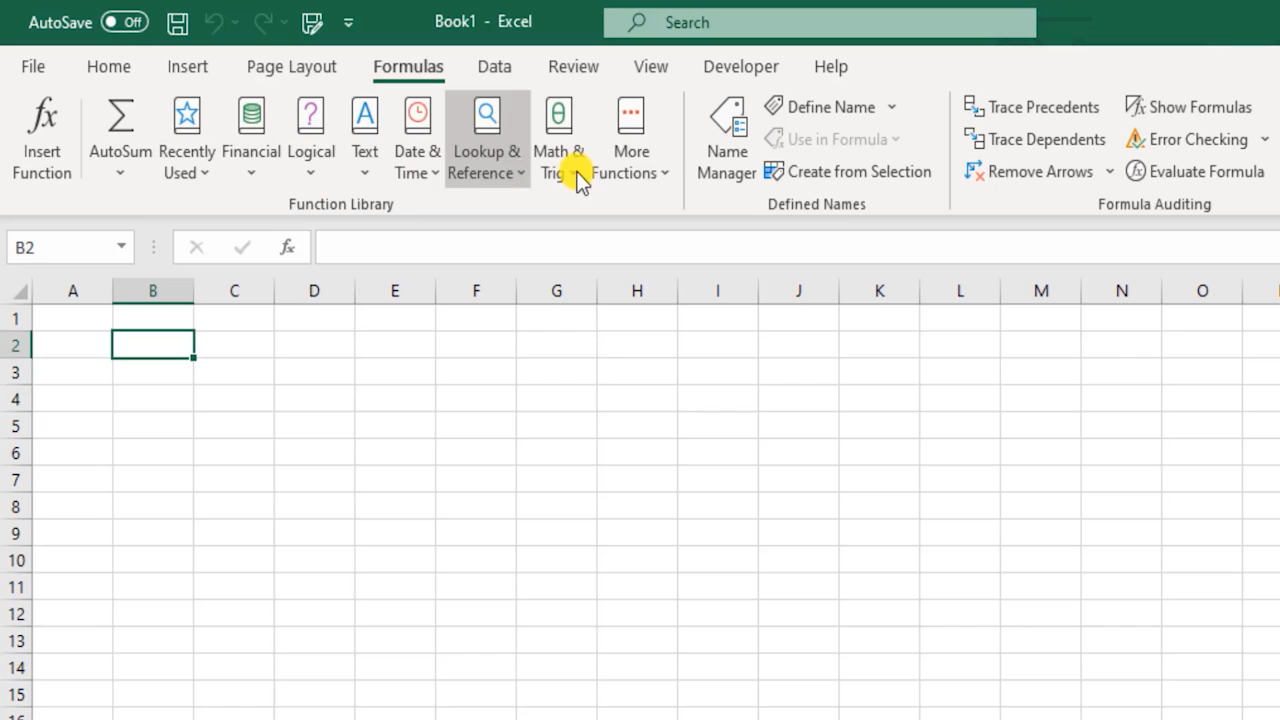 AutoSave Off Book1 - Excel Search
File Home Insert Page Layout Formulas Data Review View Developer Help
fx Insert Function
AutoSum
Recently Used
Financial
Logical
Text
Date & Time
Lookup & Reference
Math & Trig
More Functions
Function Library
Name Manager
Define Name
Use in Formula
Create from Selection
Defined Names
Trace Precedents
Trace Dependents
Remove Arrows
Show Formulas
Error Checking
Evaluate Formula
Formula Auditing
B2 fx
A B C D E F G H I J K L M N O
1
2
3
4
5
6
7
8
9
10
11
12
13
14
15
16